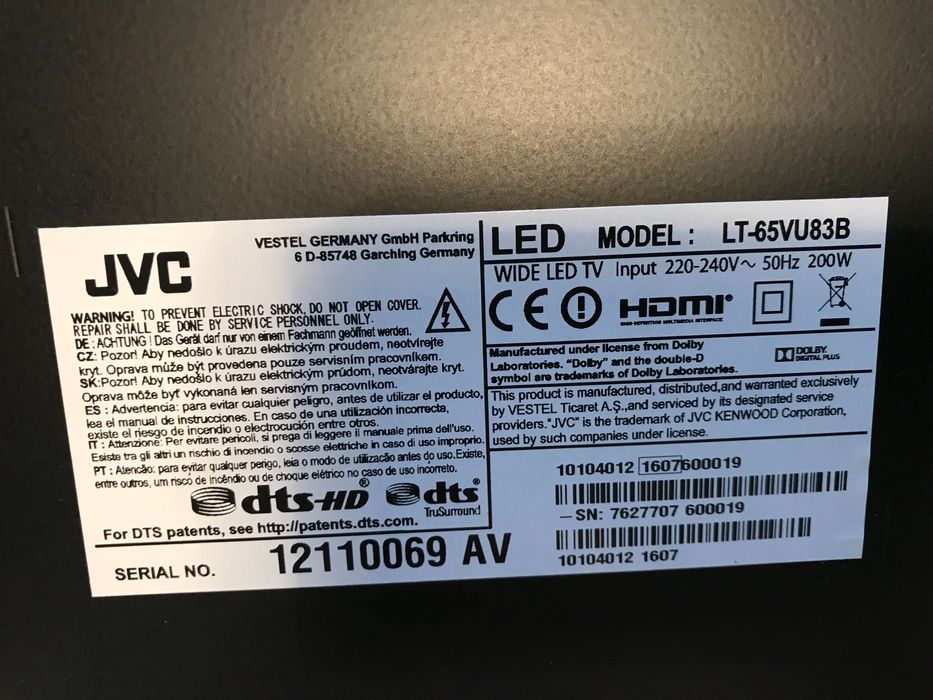 JVC
VESTEL GERMANY GmbH Parkring
6 D-85748 Garching Germany
WARNING! TO PREVENT ELECTRIC SHOCK, DO NOT OPEN COVER.
REPAIR SHALL BE DONE BY SERVICE PERSONNEL ONLY.
DE : ACHTUNG ! Das Gerät darf nur von einem Fachmann geöffnet werden.
CZ: Pozor! Aby nedošlo k úrazu elektrickým proudem, neotvírejte
kryt. Oprava může být provedena pouze servisním pracovníkem.
SK:Pozor! Aby nedošlo k úrazu elektrickým prúdom, neotvárajte kryt.
Oprava môže byť vykonaná len servisným pracovníkom.
ES : Advertencia: para evitar cualquier peligro, antes de utilizar el producto,
lea el manual de instrucciones. En caso de una utilización incorrecta,
existe el riesgo de incendio o electrocución entre otros.
IT : Attenzione: Per evitare pericoli, si prega di leggere il manuale prima dell'uso.
Esiste tra gli altri un rischio di incendio o scosse elettriche in caso di uso improprio.
PT : Atencão: para evitar qualquer perigo, leia o modo de utilizacão antes do uso.Existe,
entre outros, um risco de incêndio ou de choque elétrico no caso de uso incorreto.
dts-HD® dts®
TruSurround
For DTS patents, see http://patents.dts.com.
SERIAL NO. 12110069 AV
LED MODEL : LT-65VU83B
WIDE LED TV Input 220-240V~ 50Hz 200W
CE HDMI®
HIGH-DEFINITION MULTIMEDIA INTERFACE
Manufactured under license from Dolby
Laboratories. "Dolby" and the double-D
symbol are trademarks of Dolby Laboratories.
DOLBY
DIGITAL PLUS
This product is manufactured, distributed,and warranted exclusively
by VESTEL Ticaret A.Ş.,and serviced by its designated service
providers."JVC" is the trademark of JVC KENWOOD Corporation,
used by such companies under license.
10104012 1607600019
–SN: 7627707 600019
10104012 1607